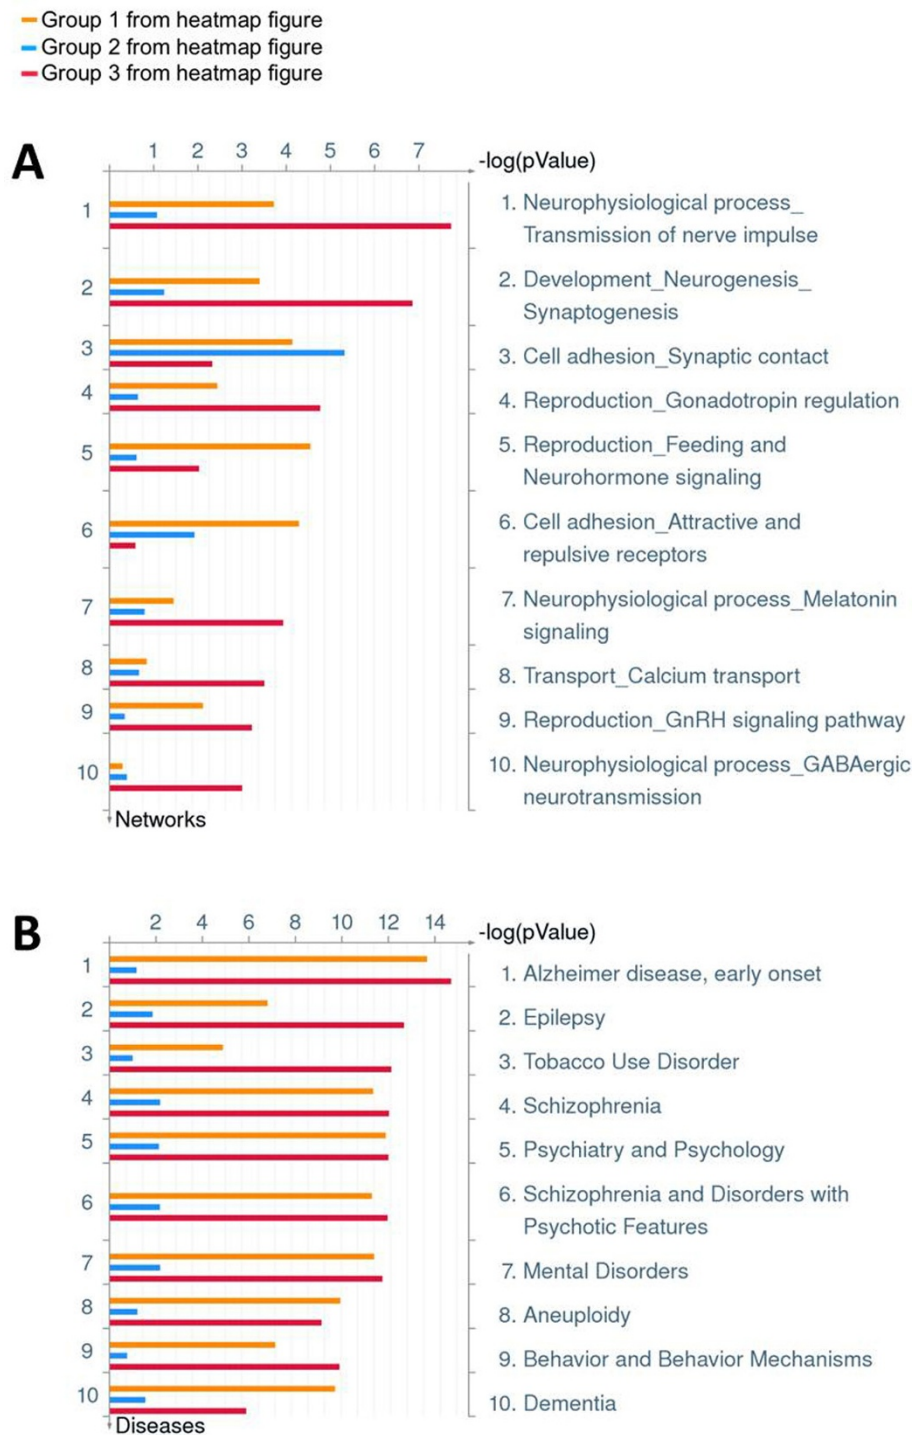 Group 1 from heatmap figure
Group 2 from heatmap figure
Group 3 from heatmap figure
A
1 2 3 4 5 6 7 -log(pValue)
1
2
3
4
5
6
7
8
9
10
Networks
1. Neurophysiological process_
Transmission of nerve impulse
2. Development_Neurogenesis_
Synaptogenesis
3. Cell adhesion_Synaptic contact
4. Reproduction_Gonadotropin regulation
5. Reproduction_Feeding and
Neurohormone signaling
6. Cell adhesion_Attractive and
repulsive receptors
7. Neurophysiological process_Melatonin
signaling
8. Transport_Calcium transport
9. Reproduction_GnRH signaling pathway
10. Neurophysiological process_GABAergic
neurotransmission
B
2 4 6 8 10 12 14 -log(pValue)
1
2
3
4
5
6
7
8
9
10
Diseases
1. Alzheimer disease, early onset
2. Epilepsy
3. Tobacco Use Disorder
4. Schizophrenia
5. Psychiatry and Psychology
6. Schizophrenia and Disorders with
Psychotic Features
7. Mental Disorders
8. Aneuploidy
9. Behavior and Behavior Mechanisms
10. Dementia